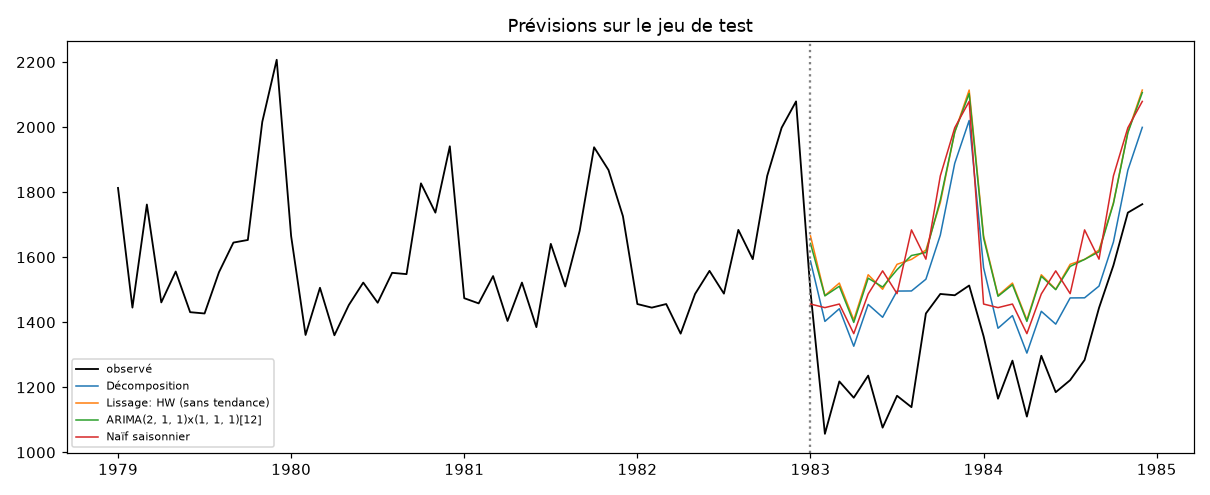 Prévisions sur le jeu de test
2200
2000
1800
1600
1400
1200
1000
observé
Décomposition
Lissage: HW (sans tendance)
ARIMA(2, 1, 1)x(1, 1, 1)[12]
Naïf saisonnier
1979 1980 1981 1982 1983 1984 1985